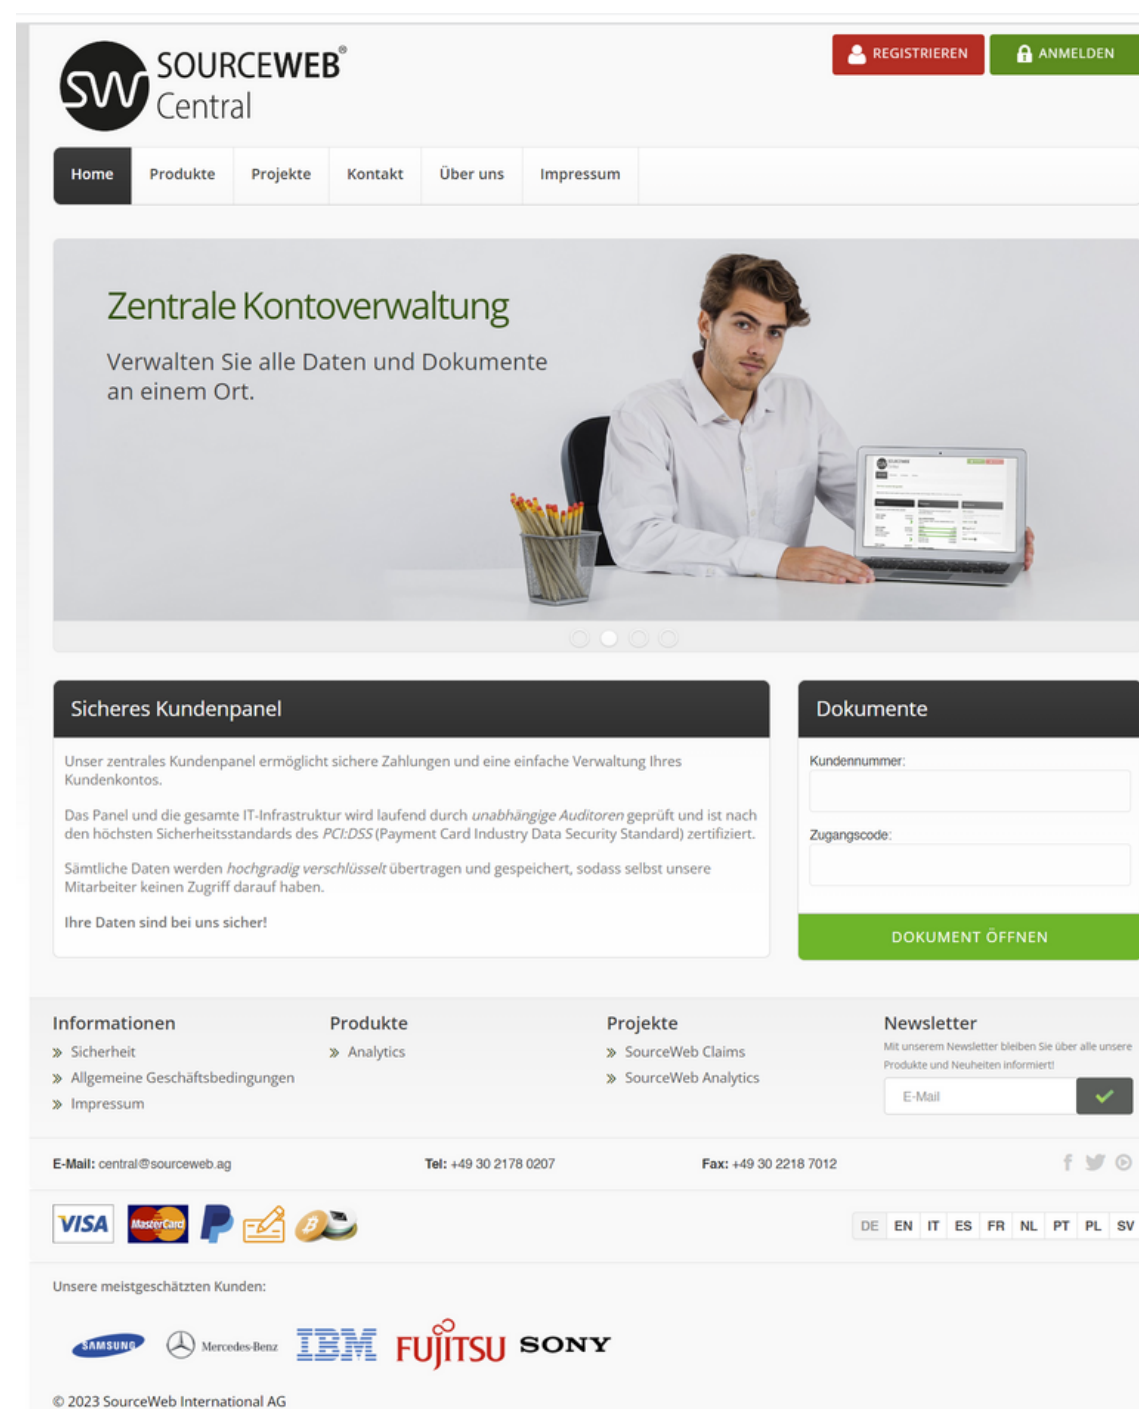 SW SOURCEWEB®
Central
REGISTRIEREN
ANMELDEN
Home Produkte Projekte Kontakt Über uns Impressum
Zentrale Kontoverwaltung
Verwalten Sie alle Daten und Dokumente
an einem Ort.
Sicheres Kundenpanel
Unser zentrales Kundenpanel ermöglicht sichere Zahlungen und eine einfache Verwaltung Ihres
Kundenkontos.
Das Panel und die gesamte IT-Infrastruktur wird laufend durch unabhängige Auditoren geprüft und ist nach
den höchsten Sicherheitsstandards des PCI:DSS (Payment Card Industry Data Security Standard) zertifiziert.
Sämtliche Daten werden hochgradig verschlüsselt übertragen und gespeichert, sodass selbst unsere
Mitarbeiter keinen Zugriff darauf haben.
Ihre Daten sind bei uns sicher!
Dokumente
Kundennummer:
Zugangscode:
DOKUMENT ÖFFNEN
Informationen
» Sicherheit
» Allgemeine Geschäftsbedingungen
» Impressum
Produkte
» Analytics
Projekte
» SourceWeb Claims
» SourceWeb Analytics
Newsletter
Mit unserem Newsletter bleiben Sie über alle unsere
Produkte und Neuheiten informiert!
E-Mail
E-Mail: central@sourceweb.ag Tel: +49 30 2178 0207 Fax: +49 30 2218 7012
VISA MasterCard
DE EN IT ES FR NL PT PL SV
Unsere meistgeschätzten Kunden:
SAMSUNG Mercedes-Benz IBM FUJITSU SONY
© 2023 SourceWeb International AG